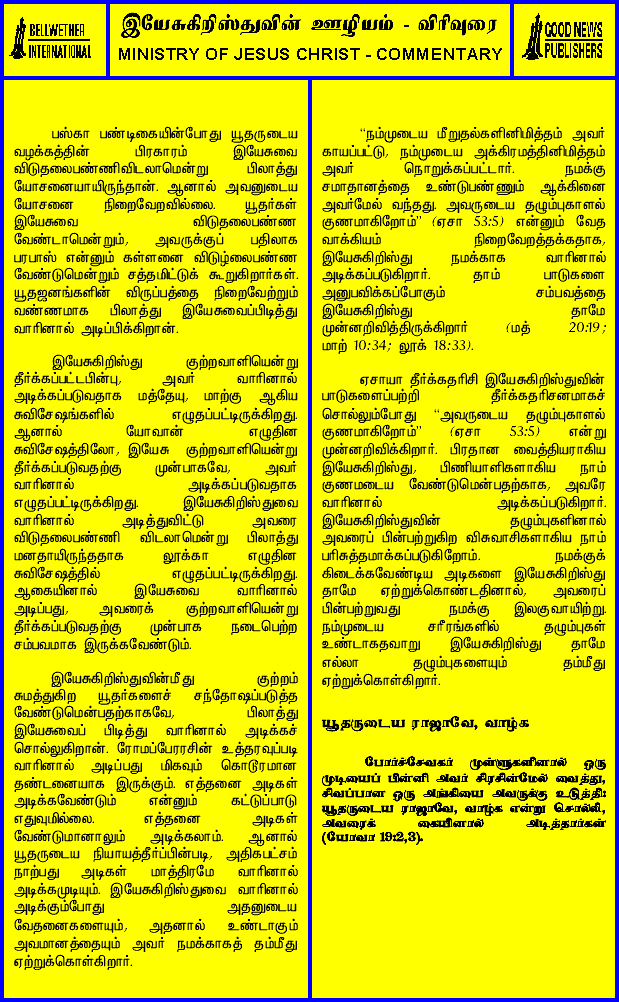 BELLWETHER
INTERNATIONAL
இயேசுகிறிஸ்துவின் ஊழியம் - விரிவுரை
MINISTRY OF JESUS CHRIST - COMMENTARY
GOOD NEWS
PUBLISHERS
பஸ்கா பண்டிகையின்போது யூதருடைய
வழக்கத்தின் பிரகாரம் இயேசுவை
விடுதலைபண்ணிவிடலாமென்று பிலாத்து
யோசனையாயிருந்தான். ஆனால் அவனுடைய
யோசனை நிறைவேறவில்லை. யூதர்கள்
இயேசுவை விடுதலைபண்ண
வேண்டாமென்றும், அவருக்குப் பதிலாக
பரபாஸ் என்னும் கள்ளனை விடுழ்லைபண்ண
வேண்டுமென்றும் சத்தமிட்டுக் கூறுகிறார்கள்.
யூதஜனங்களின் விருப்பத்தை நிறைவேற்றும்
வண்ணமாக பிலாத்து இயேசுவைப்பிடித்து
வாரினால் அடிப்பிக்கிறான்.
இயேசுகிறிஸ்து குற்றவாளியென்று
தீர்க்கப்பட்டபின்பு, அவர் வாரினால்
அடிக்கப்படுவதாக மத்தேயு, மாற்கு ஆகிய
சுவிசேஷங்களில் எழுதப்பட்டிருக்கிறது.
ஆனால் யோவான் எழுதின
சுவிசேஷத்திலோ, இயேசு குற்றவாளியென்று
தீர்க்கப்படுவதற்கு முன்பாகவே, அவர்
வாரினால் அடிக்கப்படுவதாக
எழுதப்பட்டிருக்கிறது. இயேசுகிறிஸ்துவை
வாரினால் அடித்துவிட்டு அவரை
விடுதலைபண்ணி விடலாமென்று பிலாத்து
மனதாயிருந்ததாக லூக்கா எழுதின
சுவிசேஷத்தில் எழுதப்பட்டிருக்கிறது.
ஆகையினால் இயேசுவை வாரினால்
அடிப்பது, அவரைக் குற்றவாளியென்று
தீர்க்கப்படுவதற்கு முன்பாக நடைபெற்ற
சம்பவமாக இருக்கவேண்டும்.
இயேசுகிறிஸ்துவின்மீது குற்றம்
சுமத்துகிற யூதர்களைச் சந்தோஷப்படுத்த
வேண்டுமென்பதற்காகவே, பிலாத்து
இயேசுவைப் பிடித்து வாரினால் அடிக்கச்
சொல்லுகிறான். ரோமப்பேரரசின் உத்தரவுப்படி
வாரினால் அடிப்பது மிகவும் கொடூரமான
தண்டனையாக இருக்கும். எத்தனை அடிகள்
அடிக்கவேண்டும் என்னும் கட்டுப்பாடு
எதுவுமில்லை. எத்தனை அடிகள்
வேண்டுமானாலும் அடிக்கலாம். ஆனால்
யூதருடைய நியாயத்தீர்ப்பின்படி, அதிகபட்சம்
நாற்பது அடிகள் மாத்திரமே வாரினால்
அடிக்கமுடியும். இயேசுகிறிஸ்துவை வாரினால்
அடிக்கும்போது அதனுடைய
வேதனைகளையும், அதனால் உண்டாகும்
அவமானத்தையும் அவர் நமக்காகத் தம்மீது
ஏற்றுக்கொள்கிறார்.
“நம்முடைய மீறுதல்களினிமித்தம் அவர்
காயப்பட்டு, நம்முடைய அக்கிரமத்தினிமித்தம்
அவர் நொறுக்கப்பட்டார். நமக்கு
சமாதானத்தை உண்டுபண்ணும் ஆக்கினை
அவர்மேல் வந்தது. அவருடைய தழும்புகாளல்
குணமாகிறோம்” (ஏசா 53:5) என்னும் வேத
வாக்கியம் நிறைவேறத்தக்கதாக,
இயேசுகிறிஸ்து நமக்காக வாரினால்
அடிக்கப்படுகிறார். தாம் பாடுகளை
அனுபவிக்கப்போகும் சம்பவத்தை
இயேசுகிறிஸ்து தாமே
முன்னறிவித்திருக்கிறார் (மத் 20:19;
மாற் 10:34; லூக் 18:33).
ஏசாயா தீர்க்கதரிசி இயேசுகிறிஸ்துவின்
பாடுகளைப்பற்றி தீர்க்கதரிசனமாகச்
சொல்லும்போது “அவருடைய தழும்புகாளல்
குணமாகிறோம்” (ஏசா 53:5) என்று
முன்னறிவிக்கிறார். பிரதான வைத்தியராகிய
இயேசுகிறிஸ்து, பிணியாளிகளாகிய நாம்
குணமடைய வேண்டுமென்பதற்காக, அவரே
வாரினால் அடிக்கப்படுகிறார்.
இயேசுகிறிஸ்துவின் தழும்புகளினால்
அவரைப் பின்பற்றுகிற விசுவாசிகளாகிய நாம்
பரிசுத்தமாக்கப்படுகிறோம். நமக்குக்
கிடைக்கவேண்டிய அடிகளை இயேசுகிறிஸ்து
தாமே ஏற்றுக்கொண்டதினால், அவரைப்
பின்பற்றுவது நமக்கு இலகுவாயிற்று.
நம்முடைய சரீரங்களில் தழும்புகள்
உண்டாகதவாறு இயேசுகிறிஸ்து தாமே
எல்லா தழும்புகளையும் தம்மீது
ஏற்றுக்கொள்கிறார்.
யூதருடைய ராஜாவே, வாழ்க
போர்ச்சேவகர் முள்ளுகளினால் ஒரு
முடியைப் பின்னி அவர் சிரசின்மேல் வைத்து,
சிவப்பான ஒரு அங்கியை அவருக்கு உடுத்தி:
யூதருடைய ராஜாவே, வாழ்க என்று சொல்லி,
அவரைக் கையினால் அடித்தார்கள்
(யோவா 19:2,3).